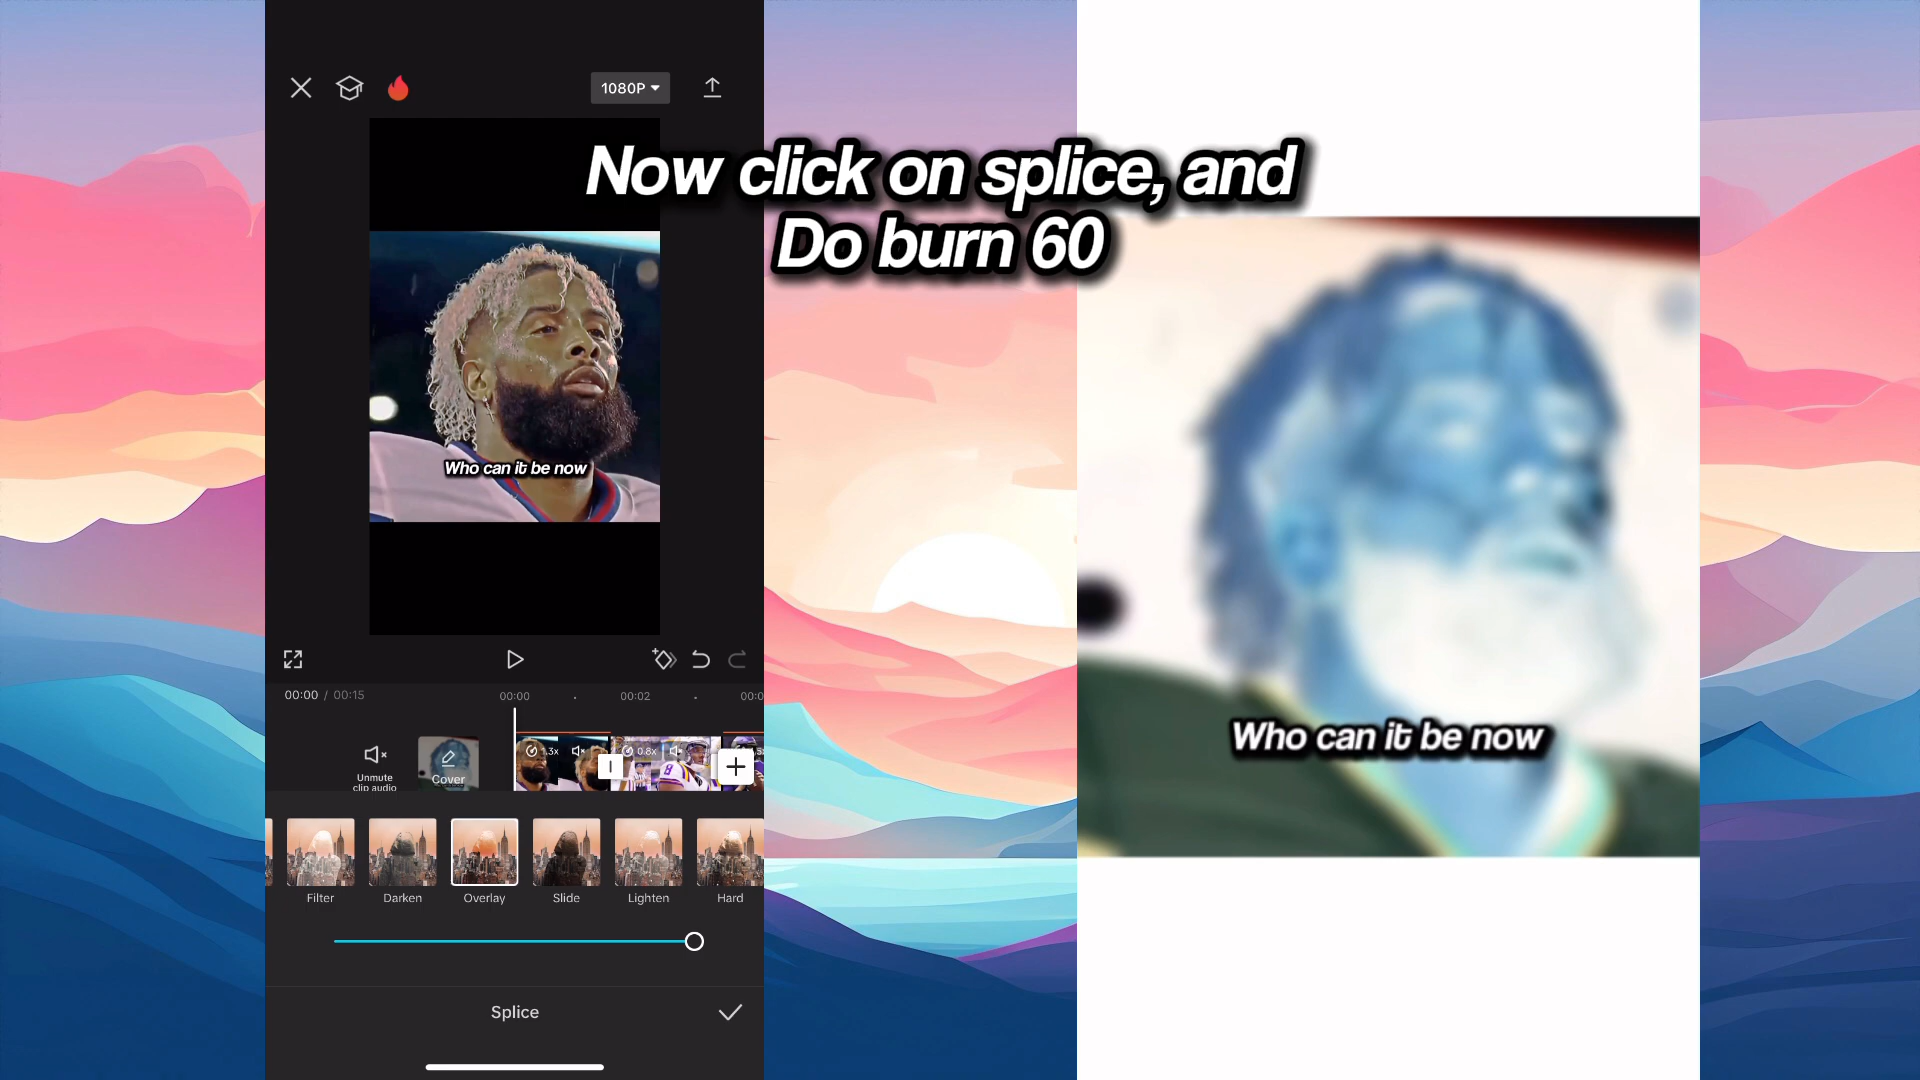 1080P
Now click on splice, and
Do burn 60
Who can it be now
Who can it be now
00:00 / 00:15
00:00
00:02
1.3x
0.8x
Unmute
clip audio
Cover
8
Filter
Darken
Overlay
Slide
Lighten
Hard
Splice